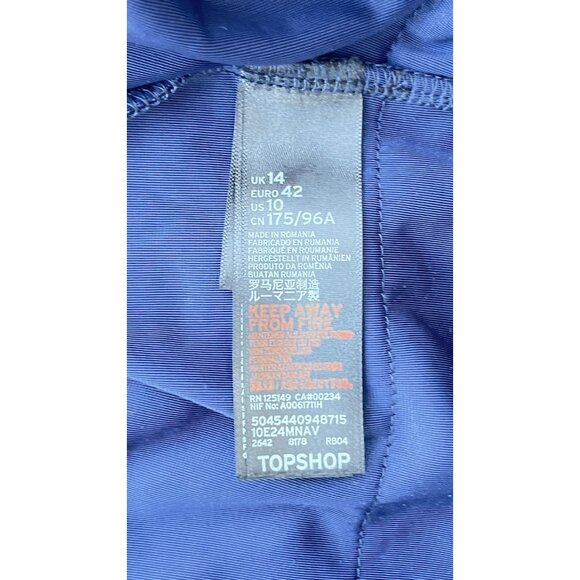 UK 14
EURO 42
US 10
CN 175/96A
MADE IN ROMANIA
FABRICADO EN RUMANIA
FABRIQUÉ EN ROUMANIE
HERGESTELLT IN RUMÄNIEN
PRODUTO DA ROMÊNIA
BUATAN RUMANIA
罗马尼亚制造
ルーマニア製
KEEP AWAY
FROM FIRE
RN 125149 CA#00234
NIF No: A0061711H
5045440948715
10E24MNAV
2642 8178 R804
TOPSHOP